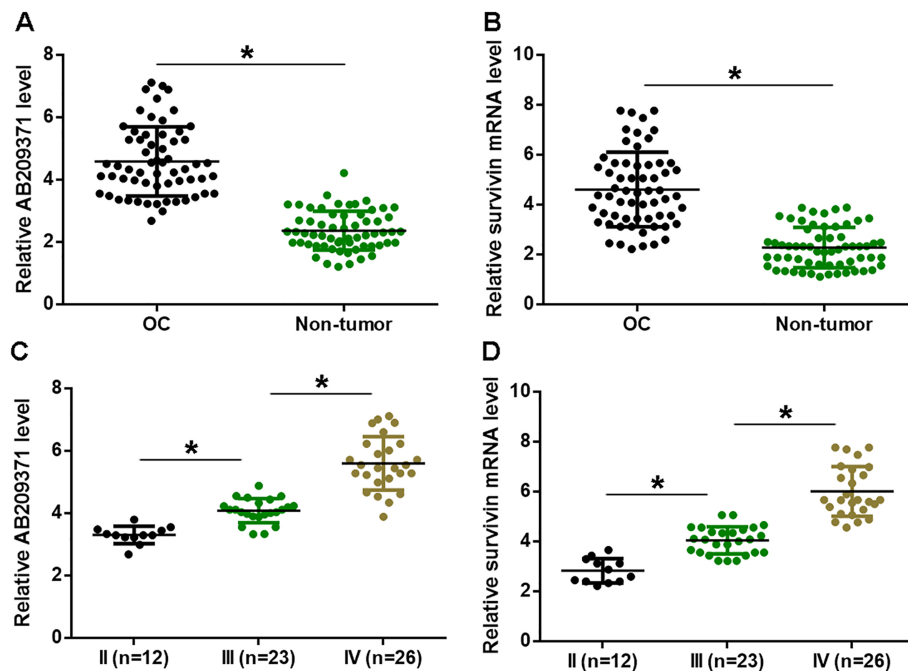 A
Relative AB209371 level
8
6
4
2
0
*
OC
Non-tumor
B
Relative survivin mRNA level
10
8
6
4
2
0
*
OC
Non-tumor
C
Relative AB209371 level
8
6
4
2
0
*
*
II (n=12)
III (n=23)
IV (n=26)
D
Relative survivin mRNA level
10
8
6
4
2
0
*
*
II (n=12)
III (n=23)
IV (n=26)